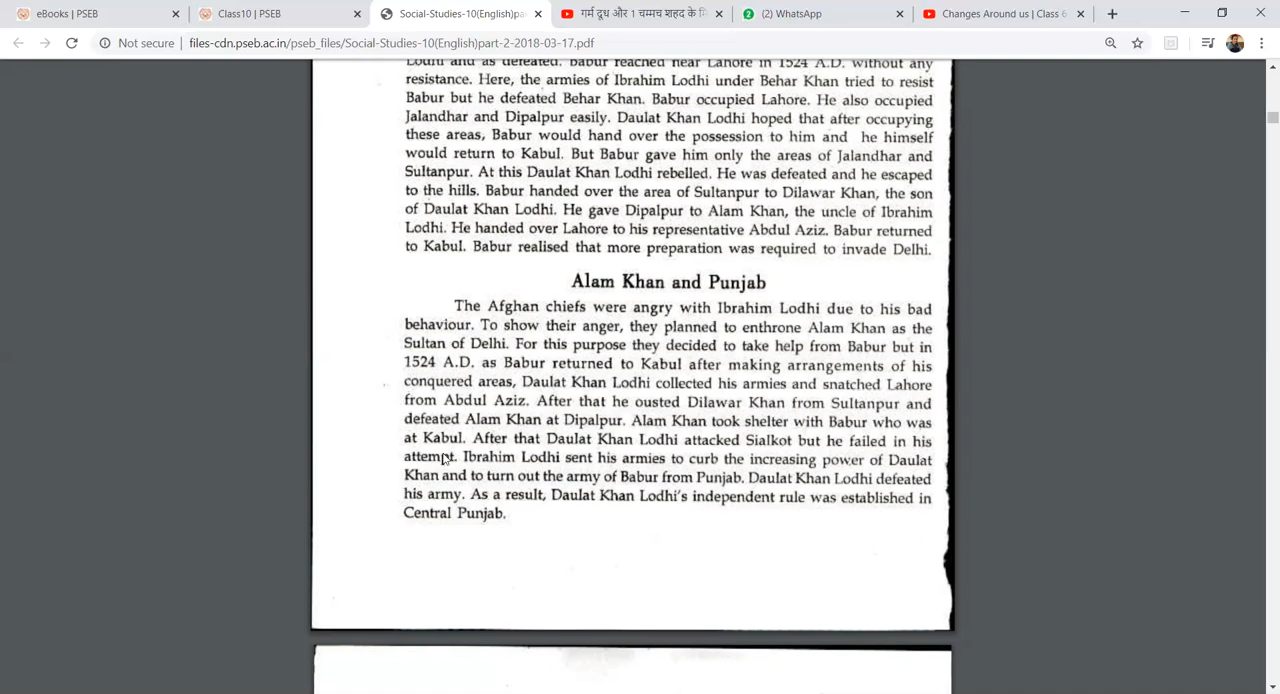 eBooks | PSEB
Class10 | PSEB
Social-Studies-10(English)pa
गर्म दूध और 1 चम्मच शहद के
2 (2) WhatsApp
Changes Around us | Class 6
Not secure | files-cdn.pseb.ac.in/pseb_files/Social-Studies-10(English)part-2-2018-03-17.pdf
Lodhi and as defeated. Babur reached near Lahore in 1524 A.D. without any
resistance. Here, the armies of Ibrahim Lodhi under Behar Khan tried to resist
Babur but he defeated Behar Khan. Babur occupied Lahore. He also occupied
Jalandhar and Dipalpur easily. Daulat Khan Lodhi hoped that after occupying
these areas, Babur would hand over the possession to him and he himself
would return to Kabul. But Babur gave him only the areas of Jalandhar and
Sultanpur. At this Daulat Khan Lodhi rebelled. He was defeated and he escaped
to the hills. Babur handed over the area of Sultanpur to Dilawar Khan, the son
of Daulat Khan Lodhi. He gave Dipalpur to Alam Khan, the uncle of Ibrahim
Lodhi. He handed over Lahore to his representative Abdul Aziz. Babur returned
to Kabul. Babur realised that more preparation was required to invade Delhi.
Alam Khan and Punjab
The Afghan chiefs were angry with Ibrahim Lodhi due to his bad
behaviour. To show their anger, they planned to enthrone Alam Khan as the
Sultan of Delhi. For this purpose they decided to take help from Babur but in
1524 A.D. as Babur returned to Kabul after making arrangements of his
conquered areas, Daulat Khan Lodhi collected his armies and snatched Lahore
from Abdul Aziz. After that he ousted Dilawar Khan from Sultanpur and
defeated Alam Khan at Dipalpur. Alam Khan took shelter with Babur who was
at Kabul. After that Daulat Khan Lodhi attacked Sialkot but he failed in his
attempt. Ibrahim Lodhi sent his armies to curb the increasing power of Daulat
Khan and to turn out the army of Babur from Punjab. Daulat Khan Lodhi defeated
his army. As a result, Daulat Khan Lodhi's independent rule was established in
Central Punjab.